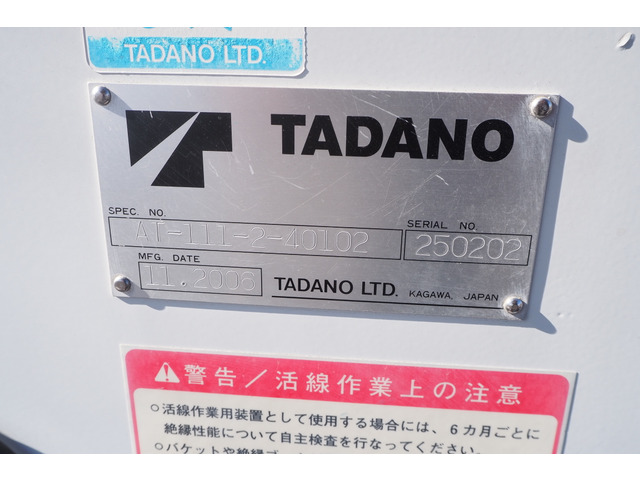 TADANO LTD.
TADANO
SPEC. NO.
AT-111-2-40102
SERIAL NO.
250202
MFG. DATE
11.2006
TADANO LTD. KAGAWA, JAPAN
警告／活線作業上の注意
○活線作業用装置として使用する場合には、6カ月ごとに
絶縁性能について自主検査を行なってください。